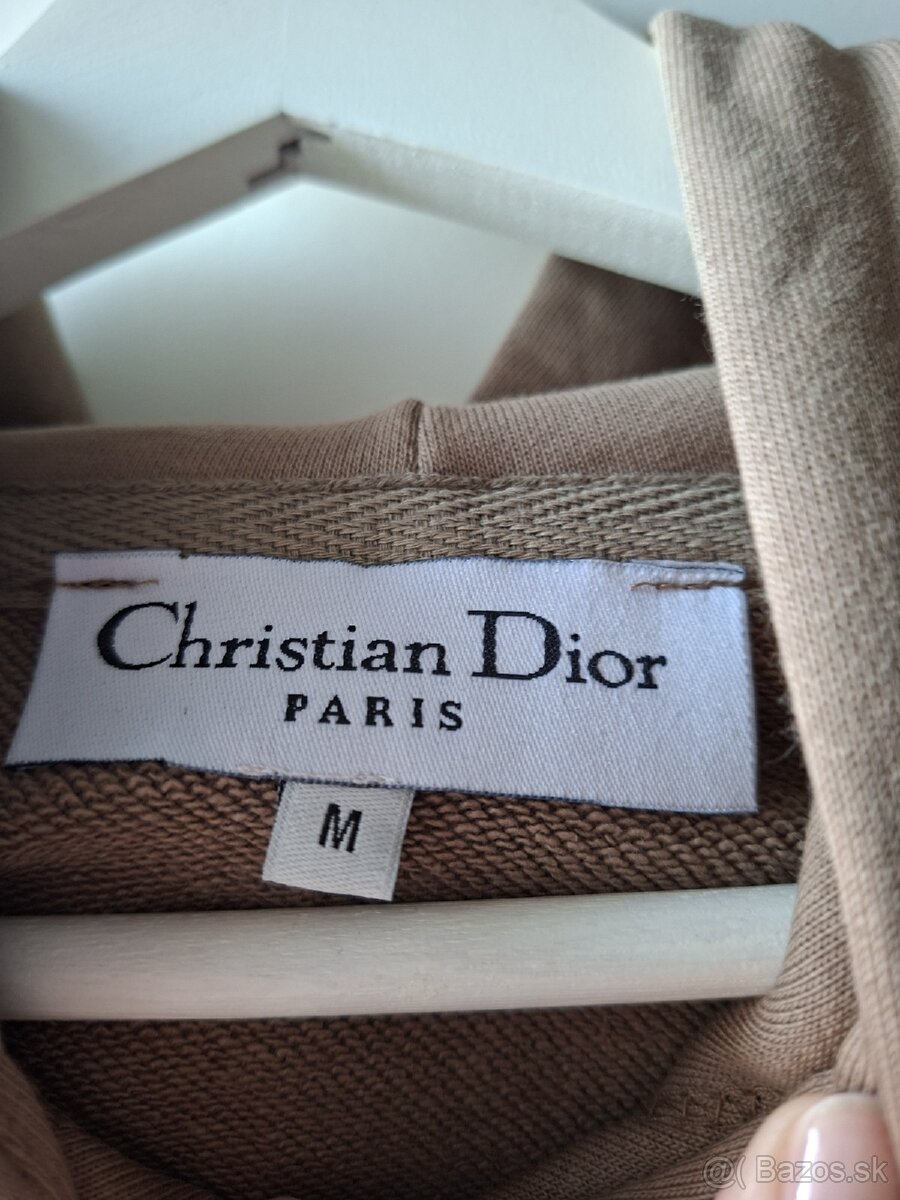 Christian Dior
PARIS
M
@( Bazos.sk